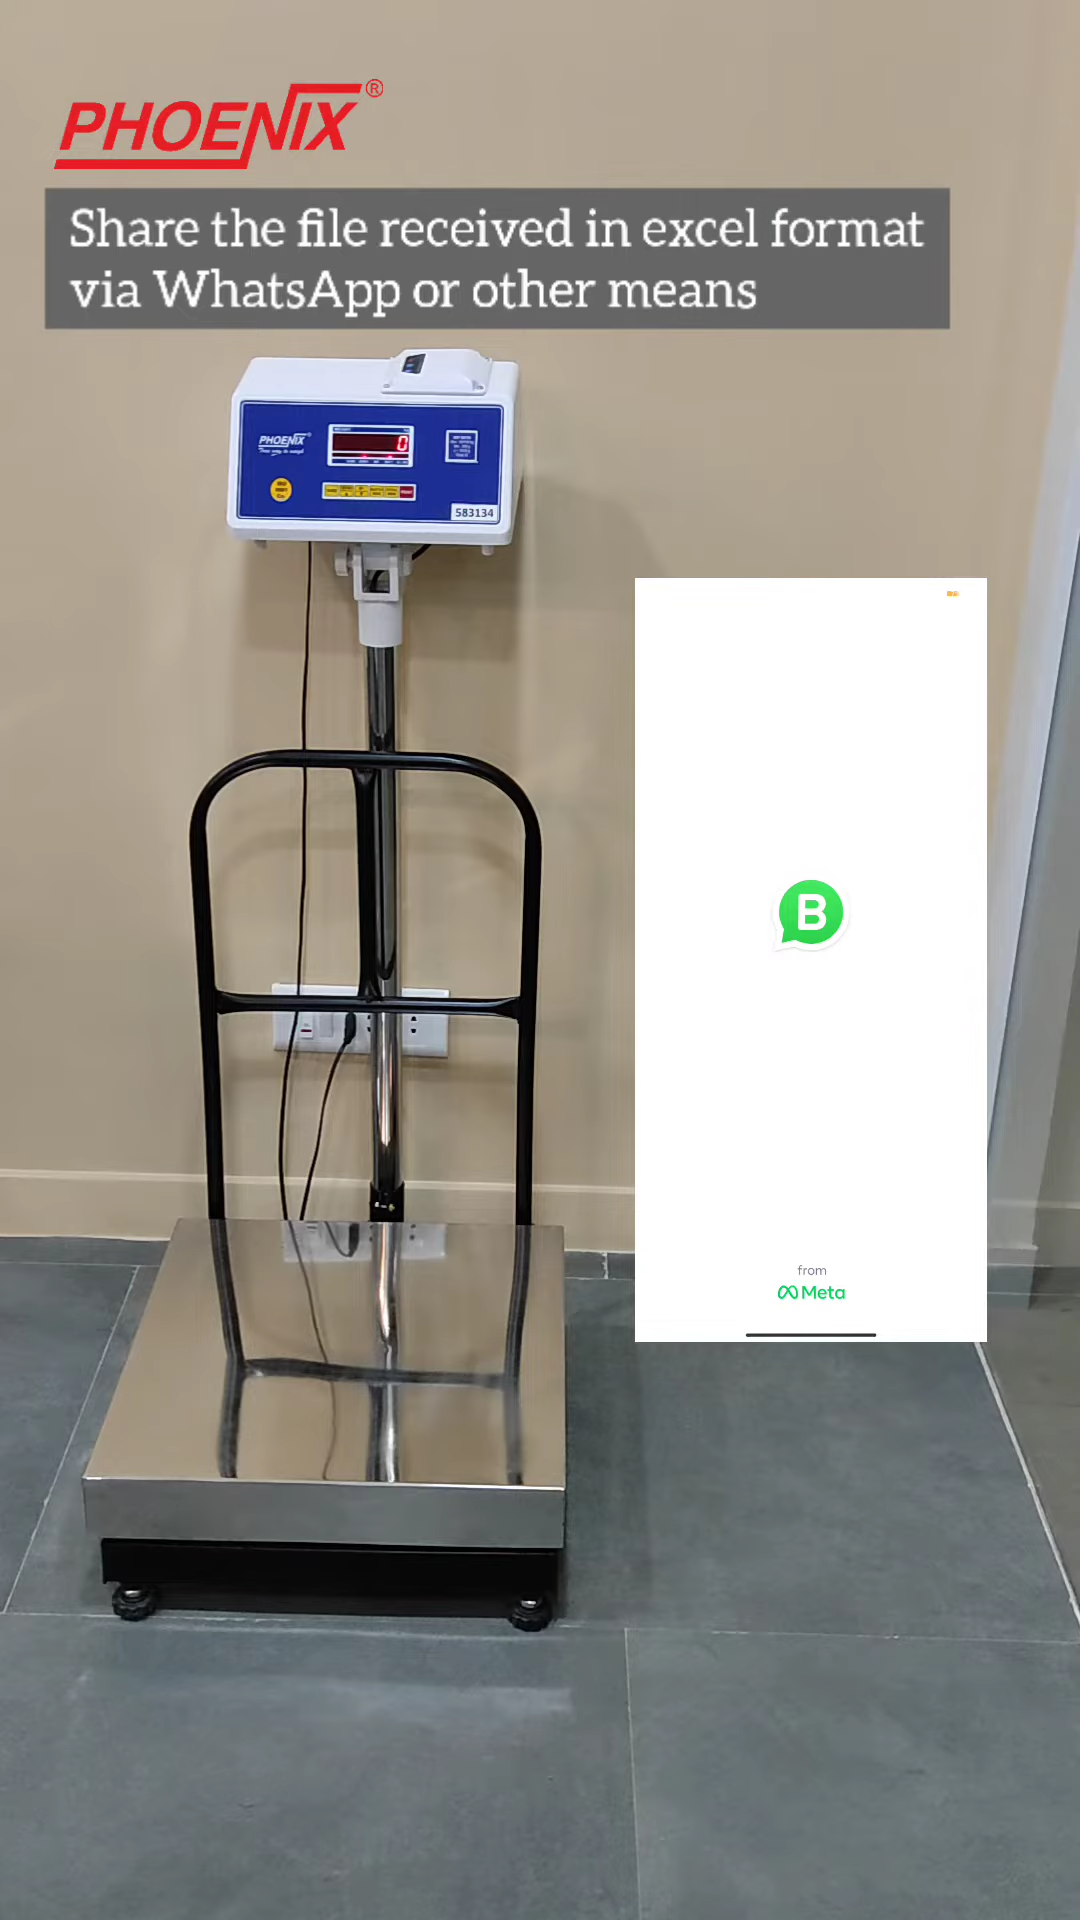 PHOENIX®
Share the file received in excel format
via WhatsApp or other means
PHOENIX
0
583134
B
from
Meta